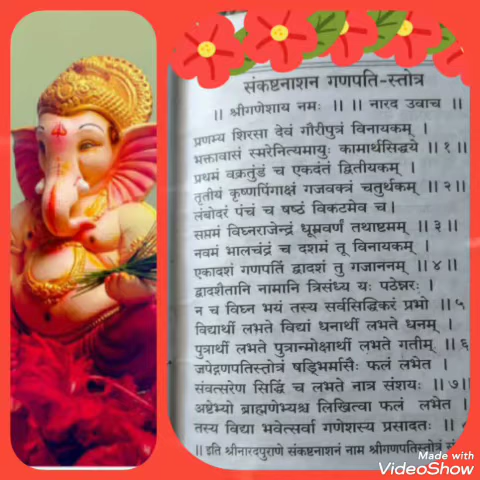 संकष्टनाशन गणपति-स्तोत्र
॥ श्रीगणेशाय नमः ॥ ॥ नारद उवाच ॥
प्रणम्य शिरसा देवं गौरीपुत्रं विनायकम् ।
भक्तावासं स्मरेनित्यमायुः कामार्थसिद्धये ॥ १ ॥
प्रथमं वक्रतुंडं च एकदंतं द्वितीयकम् ।
तृतीयं कृष्णपिंगाक्षं गजवक्त्रं चतुर्थकम् ॥ २॥
लंबोदरं पंचं च षष्ठं विकटमेव च।
सप्तमं विघ्नराजेन्द्रं धूम्रवर्णं तथाष्टमम् ॥ ३ ॥
नवमं भालचंद्रं च दशमं तू विनायकम् ।
एकादशं गणपतिं द्वादशं तु गजाननम् ॥ ४ ॥
द्वादशैतानि नामानि त्रिसंध्य यः पठेन्नरः ।
न च विघ्न भयं तस्य सर्वसिद्धिकरं प्रभो ॥ ५
विद्यार्थी लभते विद्यां धनार्थी लभते धनम् ।
पुत्रार्थी लभते पुत्रान्मोक्षार्थी लभते गतीम् ॥ ६
जपेद्गणपतिस्तोत्रं षड्भिर्मासैः फलं लभेत ।
संवत्सरेण सिद्धिं च लभते नात्र संशयः ॥ ७॥
अष्टेभ्यो ब्राह्मणेभ्यश्च लिखित्वा फलं लभेत ।
तस्य विद्या भवेत्सर्वा गणेशस्य प्रसादतः ॥
॥ इति श्रीनारदपुराणे संकष्टनाशनं नाम श्रीगणपतिस्तोत्रं
Made with
VideoShow